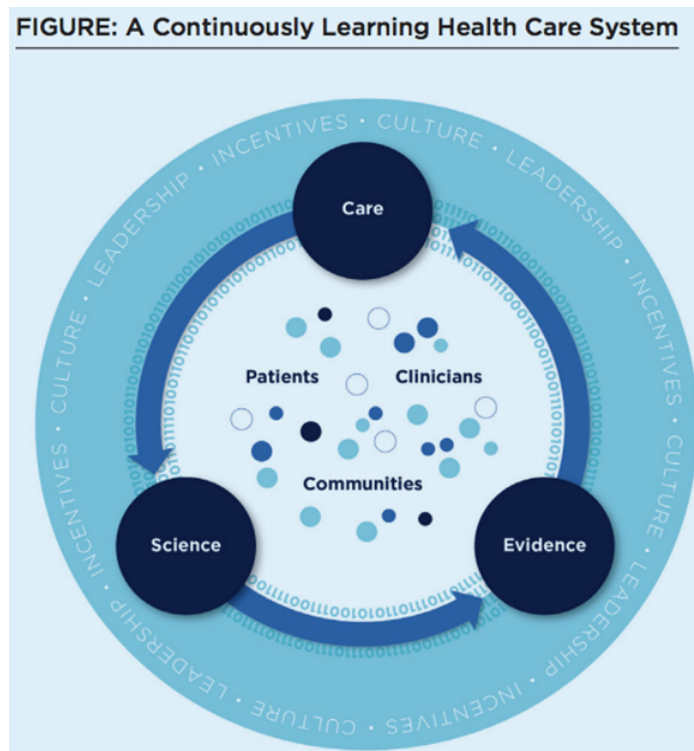 FIGURE: A Continuously Learning Health Care System
CULTURE • LEADERSHIP • INCENTIVES • CULTURE • LEADERSHIP • INCENTIVES • CULTURE • LEADERSHIP • INCENTIVES • CULTURE • LEADERSHIP • INCENTIVES •
Care
Patients
Clinicians
Communities
Science
Evidence